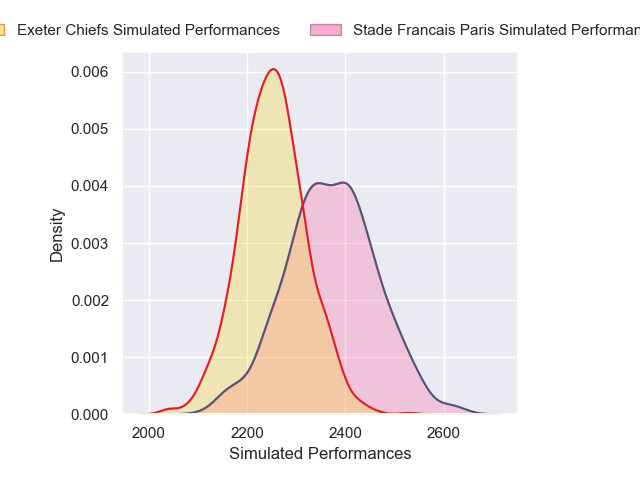 Exeter Chiefs Simulated Performances
Stade Francais Paris Simulated
0.006
0.005
0.004
0.003
0.002
0.001
0.000
Density
2000
2200
2400
2600
Simulated Performances